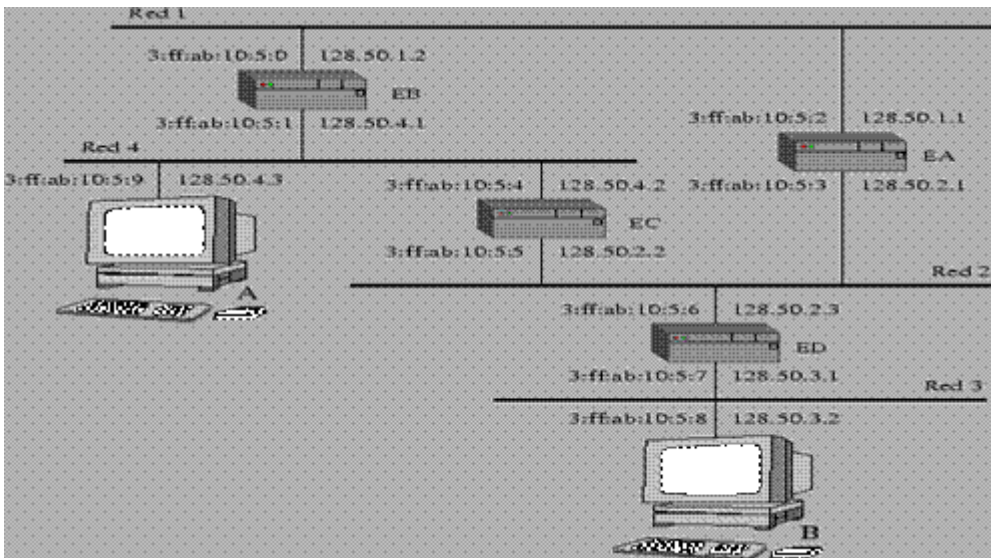 Red 1
3:ff:ab:10:5:0 128.50.1.2
EB
3:ff:ab:10:5:1 128.50.4.1
3:ff:ab:10:5:2 128.50.1.1
EA
Red 4
3:ff:ab:10:5:9 128.50.4.3
3:ff:ab:10:5:4 128.50.4.2
3:ff:ab:10:5:3 128.50.2.1
EC
3:ff:ab:10:5:5 128.50.2.2
Red 2
A
3:ff:ab:10:5:6 128.50.2.3
ED
3:ff:ab:10:5:7 128.50.3.1
Red 3
3:ff:ab:10:5:8 128.50.3.2
B